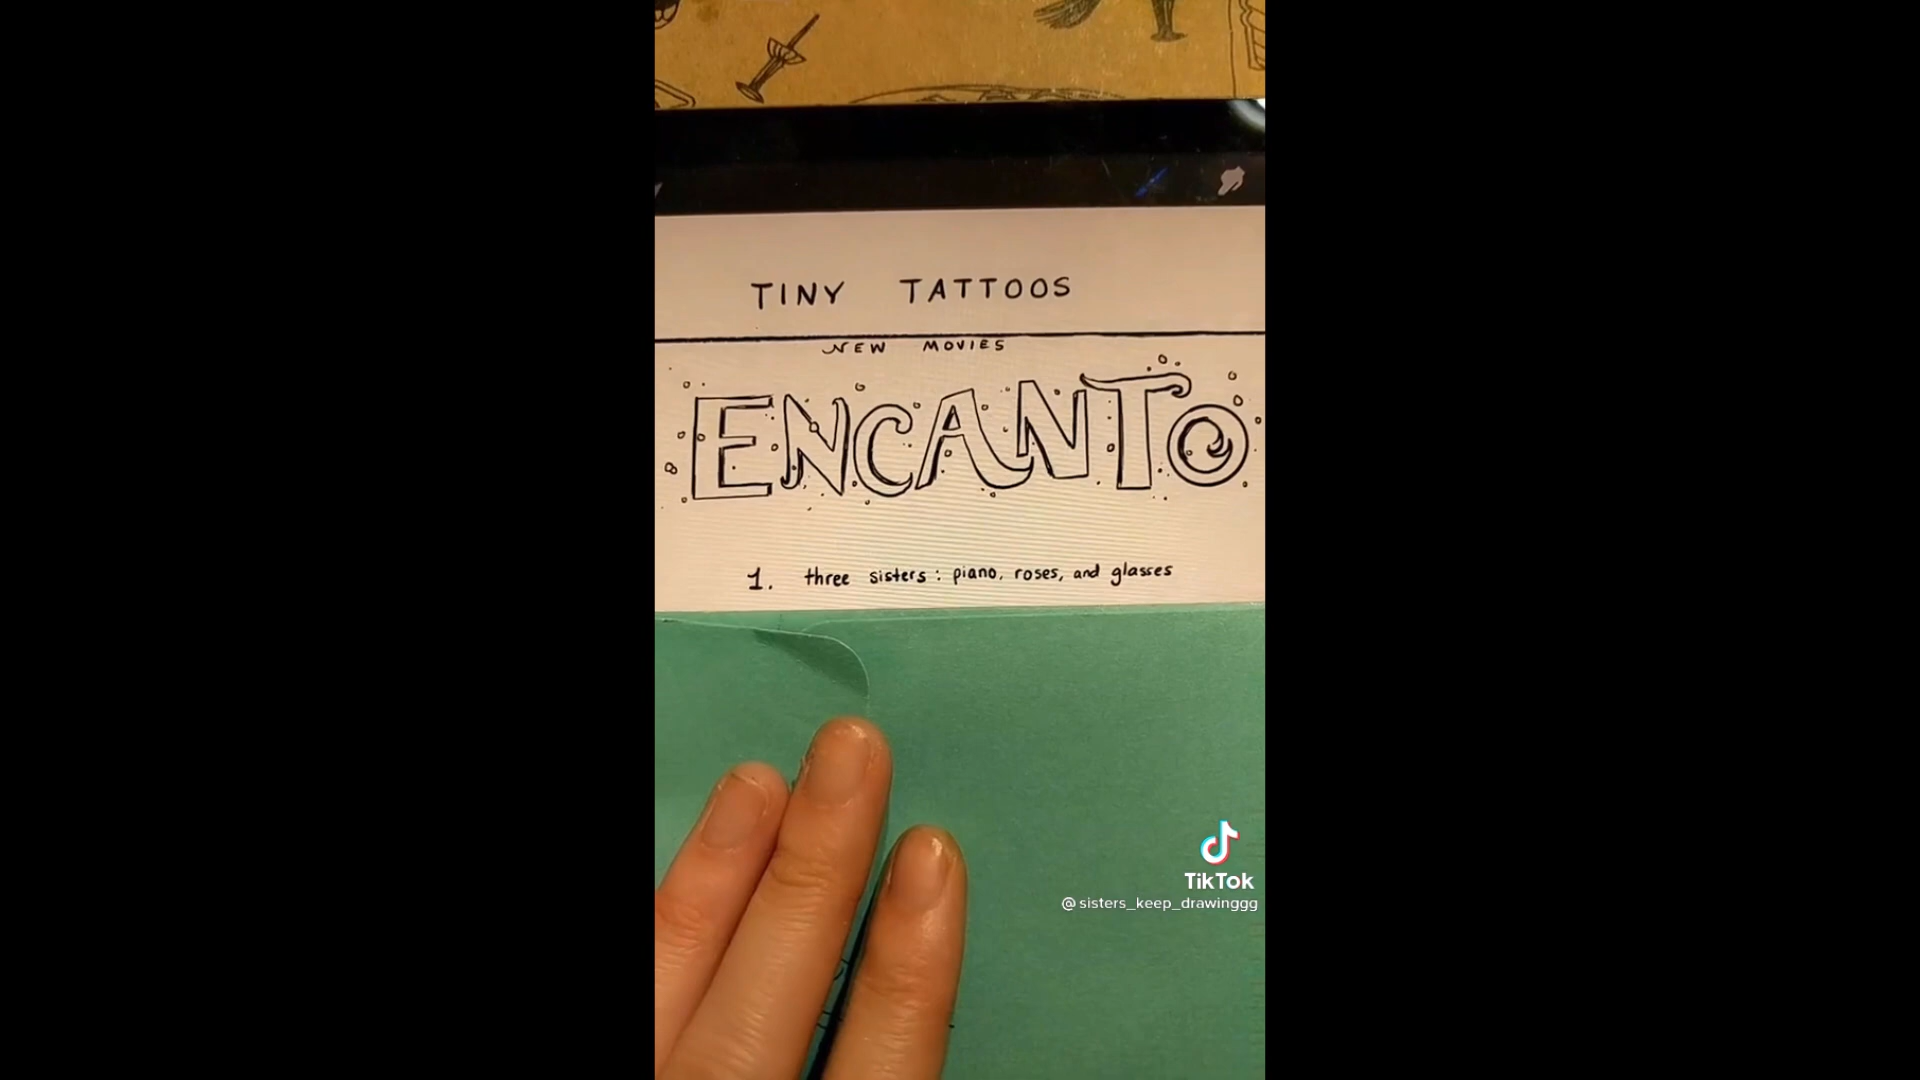 TINY TATTOOS
NEW MOVIES
ENCANTO
1. three sisters: piano, roses, and glasses
TikTok
@sisters_keep_drawinggg